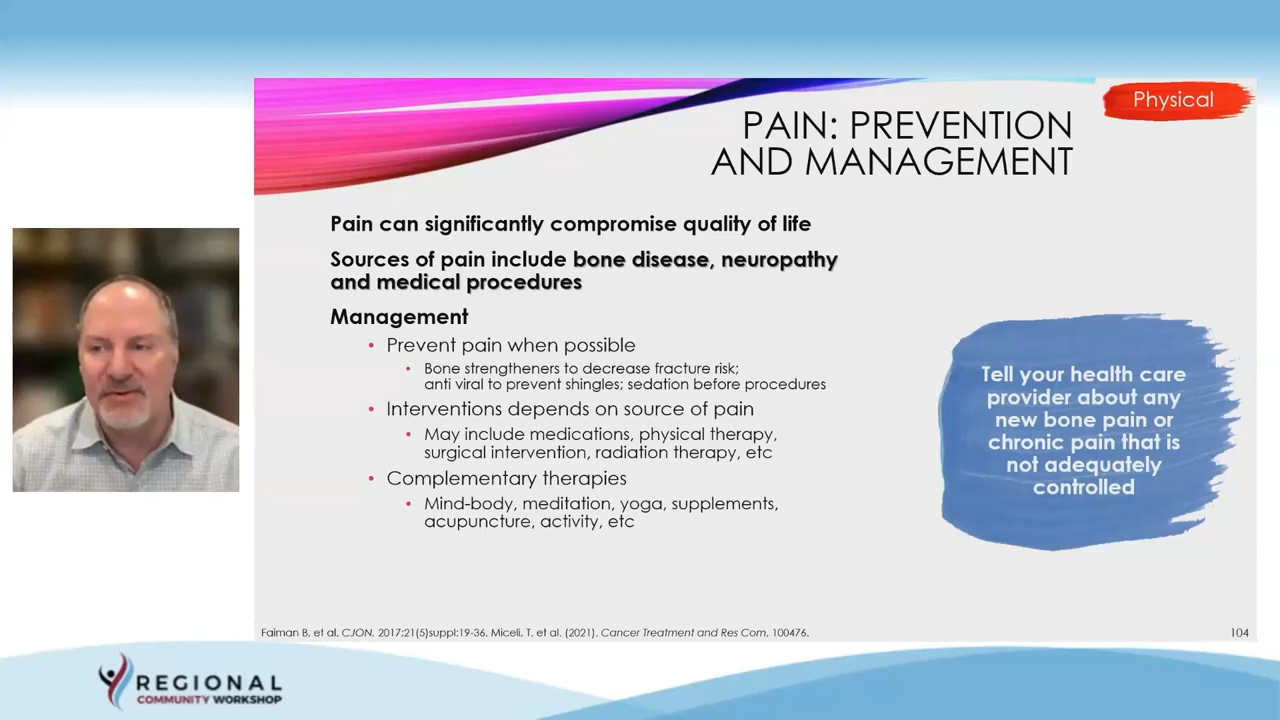 Physical
PAIN: PREVENTION
AND MANAGEMENT
Pain can significantly compromise quality of life
Sources of pain include bone disease, neuropathy
and medical procedures
Management
• Prevent pain when possible
• Bone strengtheners to decrease fracture risk;
anti viral to prevent shingles; sedation before procedures
• Interventions depends on source of pain
• May include medications, physical therapy,
surgical intervention, radiation therapy, etc
• Complementary therapies
• Mind-body, meditation, yoga, supplements,
acupuncture, activity, etc
Tell your health care
provider about any
new bone pain or
chronic pain that is
not adequately
controlled
Faiman B, et al. CJON. 2017;21(5)suppl:19-36. Miceli, T. et al. (2021). Cancer Treatment and Res Com, 100476.
104
REGIONAL
COMMUNITY WORKSHOP